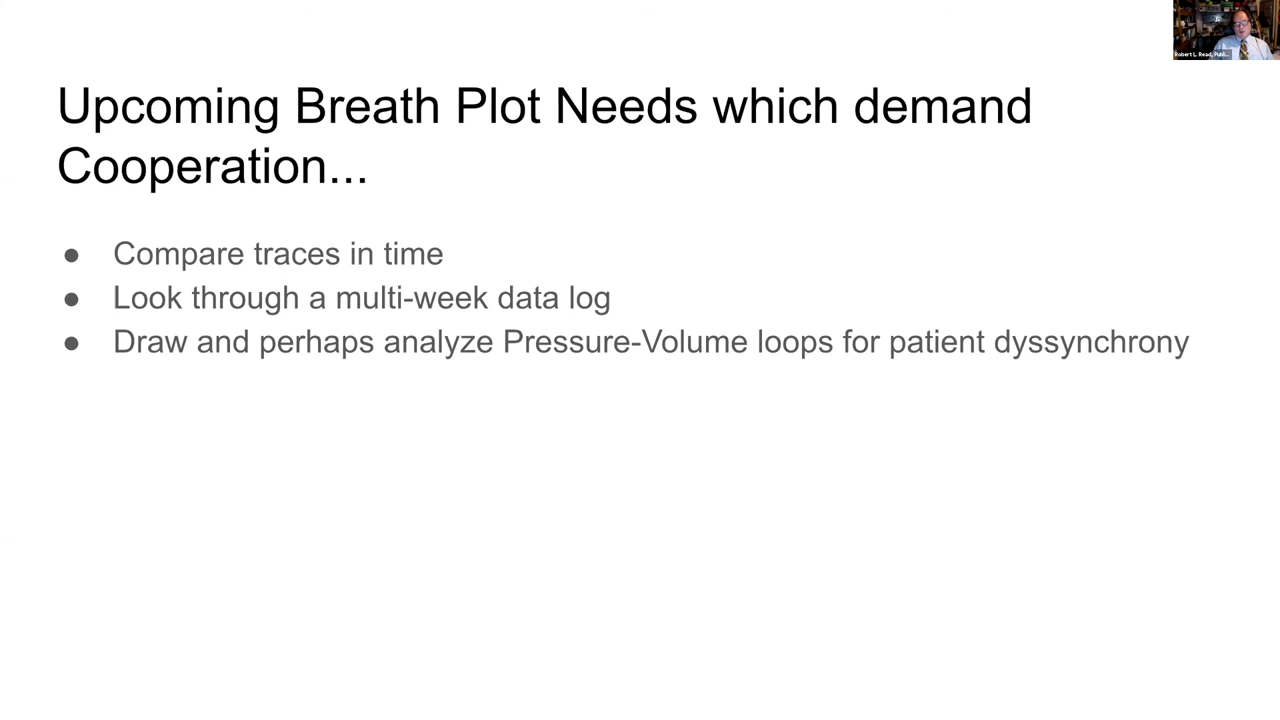 Robert L. Read, Publi...
Upcoming Breath Plot Needs which demand
Cooperation...
● Compare traces in time
● Look through a multi-week data log
● Draw and perhaps analyze Pressure-Volume loops for patient dyssynchrony